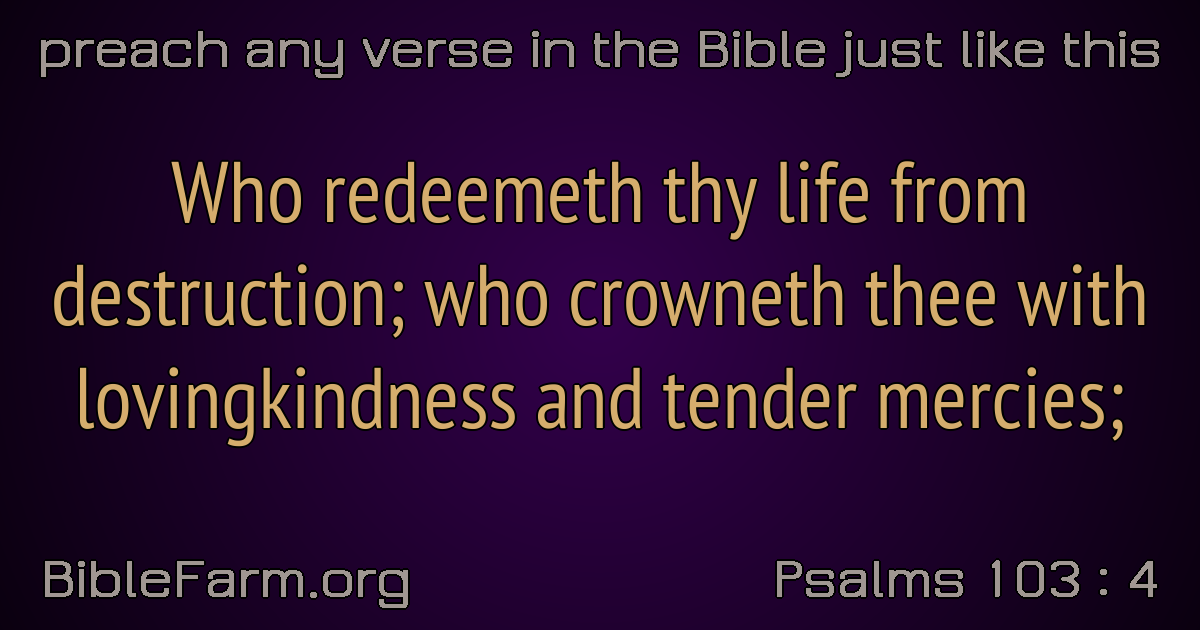 preach any verse in the Bible just like this
Who redeemeth thy life from
destruction; who crowneth thee with
lovingkindness and tender mercies;
BibleFarm.org
Psalms 103 : 4